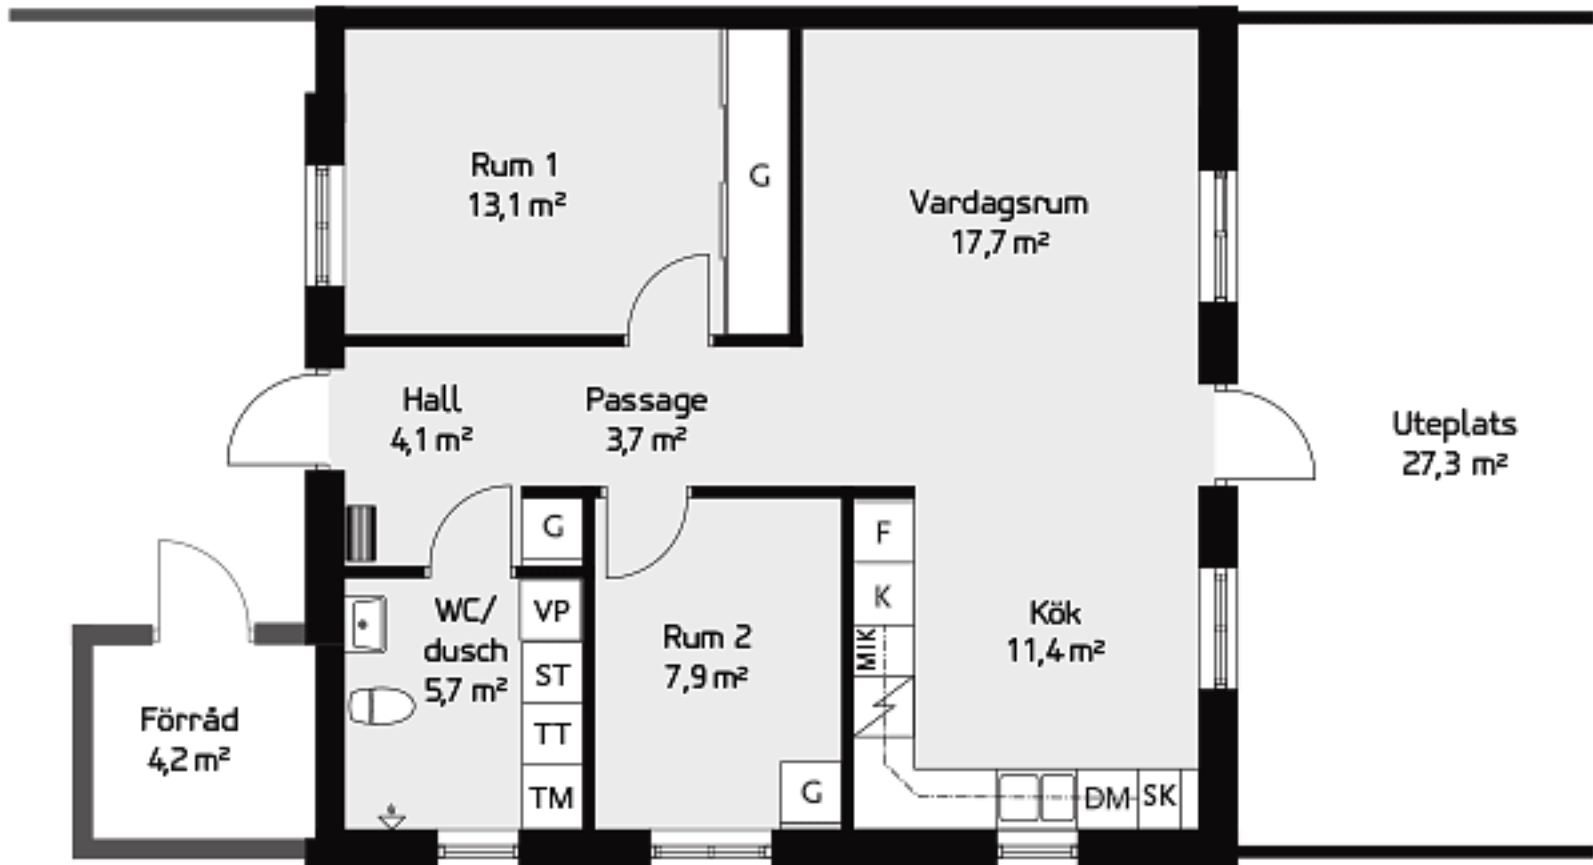 Rum 1
13,1 m²
G
Vardagsrum
17,7 m²
Hall
4,1 m²
Passage
3,7 m²
Uteplats
27,3 m²
G
F
K
MIK
WC/
dusch
5,7 m²
VP
ST
TT
TM
Rum 2
7,9 m²
G
Kök
11,4 m²
DM
SK
Förråd
4,2 m²